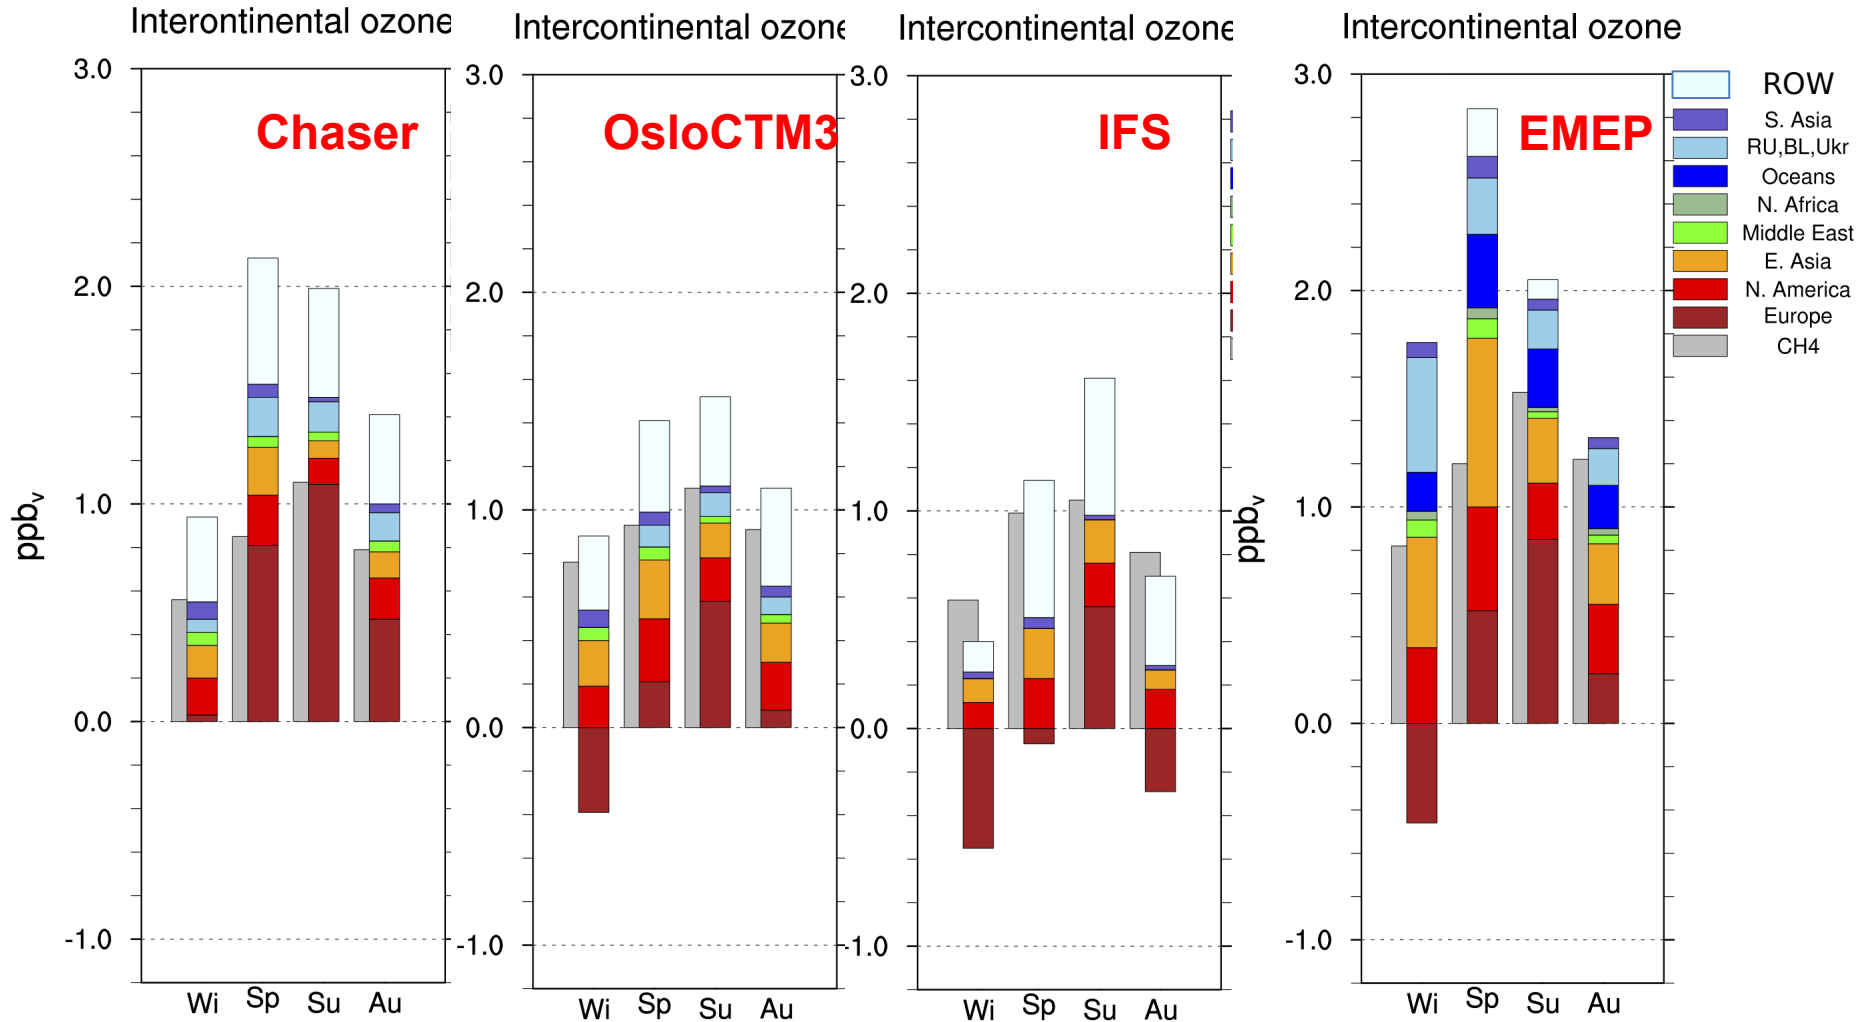 Interontinental ozone
3.0
Chaser
2.0
1.0
0.0
-1.0
ppbv
Wi Sp Su Au
Intercontinental ozone
3.0
OsloCTM3
2.0
1.0
0.0
-1.0
Wi Sp Su Au
Intercontinental ozone
3.0
IFS
2.0
1.0
0.0
-1.0
Wi Sp Su Au
Intercontinental ozone
3.0
EMEP
2.0
1.0
0.0
-1.0
ppbv
Wi Sp Su Au
ROW
S. Asia
RU,BL,Ukr
Oceans
N. Africa
Middle East
E. Asia
N. America
Europe
CH4